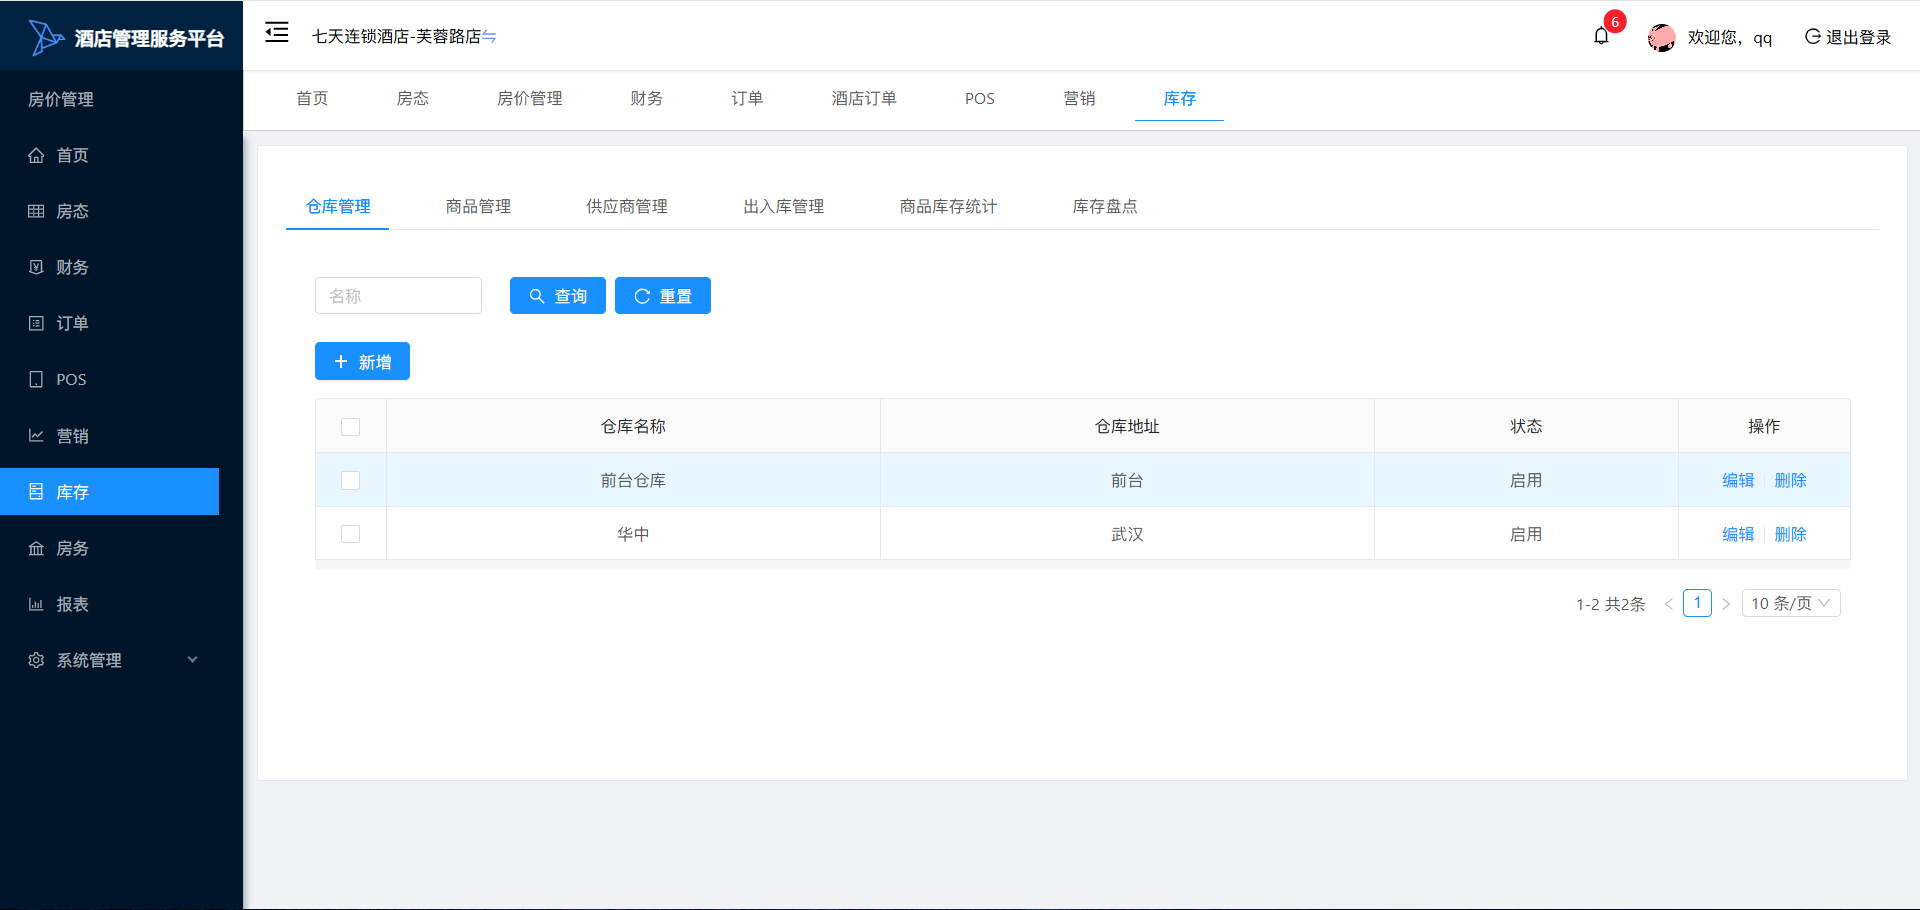 酒店管理服务平台
七天连锁酒店-芙蓉路店
6
欢迎您，qq
退出登录
房价管理
首页
房态
财务
订单
POS
营销
库存
房务
报表
系统管理
首页 房态 房价管理 财务 订单 酒店订单 POS 营销 库存
仓库管理 商品管理 供应商管理 出入库管理 商品库存统计 库存盘点
名称 查询 重置
新增
仓库名称 仓库地址 状态 操作
前台仓库 前台 启用 编辑 删除
华中 武汉 启用 编辑 删除
1-2 共2条 1 10 条/页